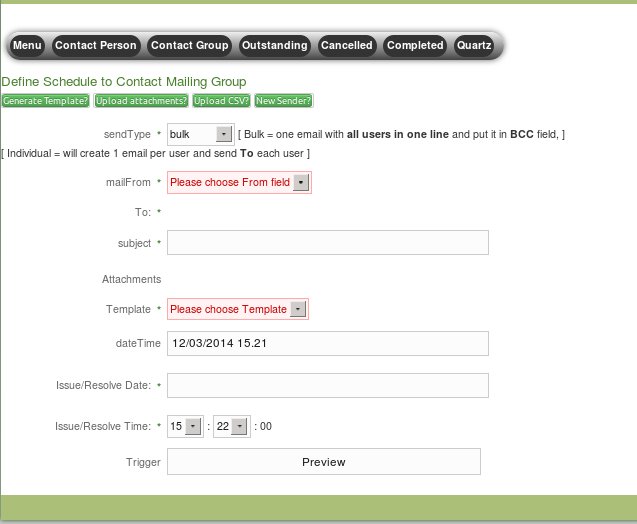 Menu Contact Person Contact Group Outstanding Cancelled Completed Quartz
Define Schedule to Contact Mailing Group
Generate Template? Upload attachments? Upload CSV? New Sender?
sendType * bulk [ Bulk = one email with all users in one line and put it in BCC field, ]
[ Individual = will create 1 email per user and send To each user ]
mailFrom * Please choose From field
To: *
subject *
Attachments
Template * Please choose Template
dateTime 12/03/2014 15.21
Issue/Resolve Date: *
Issue/Resolve Time: * 15 : 22 : 00
Trigger Preview